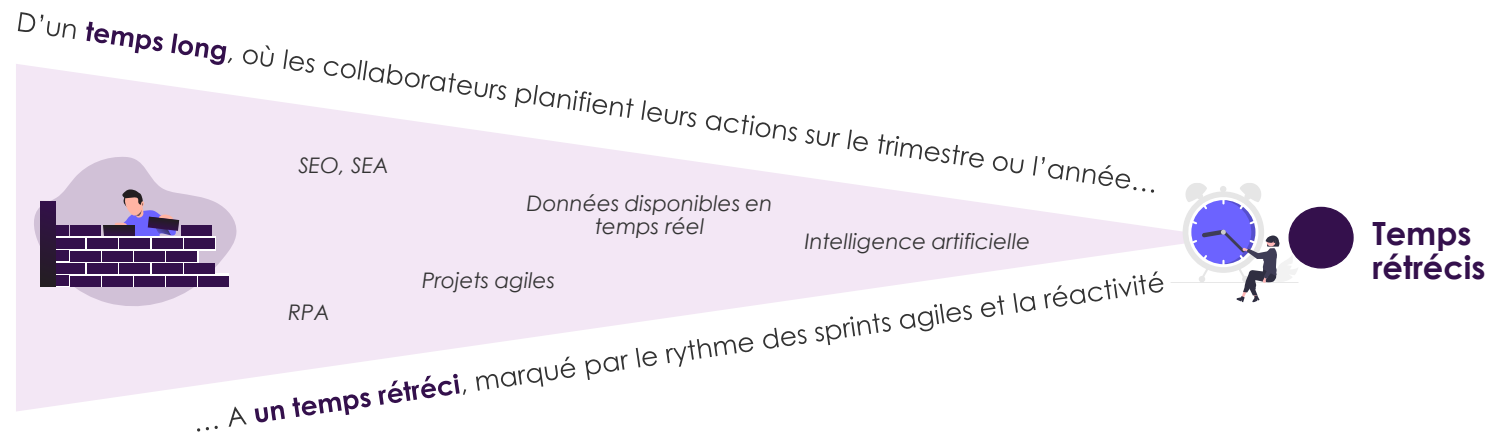 D’un temps long, où les collaborateurs planifient leurs actions sur le trimestre ou l’année…
SEO, SEA
Données disponibles en
temps réel
Intelligence artificielle
Projets agiles
RPA
Temps
rétrécis
… A un temps rétréci, marqué par le rythme des sprints agiles et la réactivité